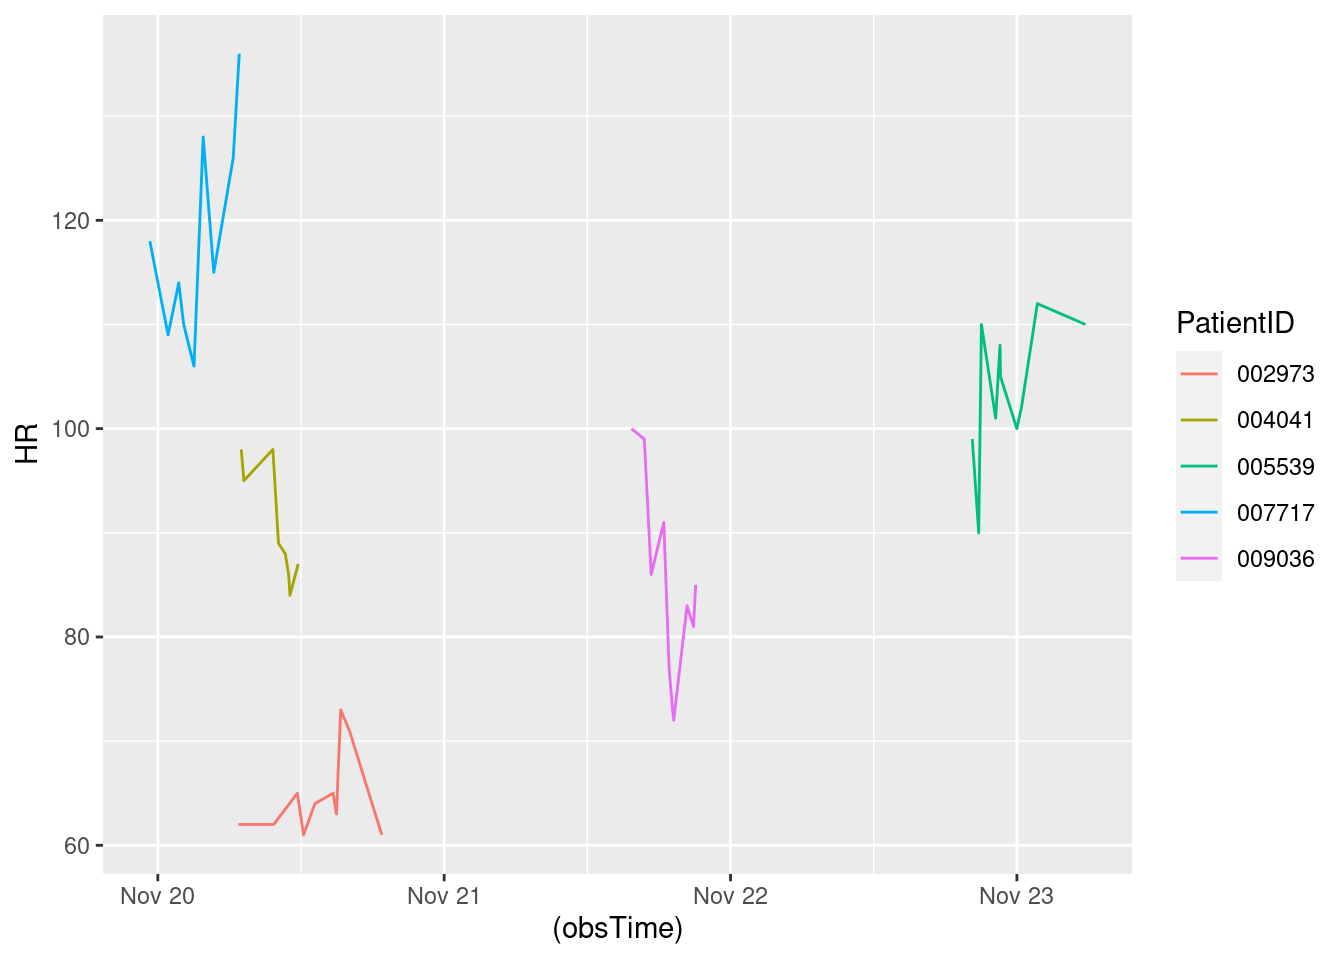 HR
120
100
80
60
Nov 20
Nov 21
Nov 22
Nov 23
(obsTime)
PatientID
002973
004041
005539
007717
009036